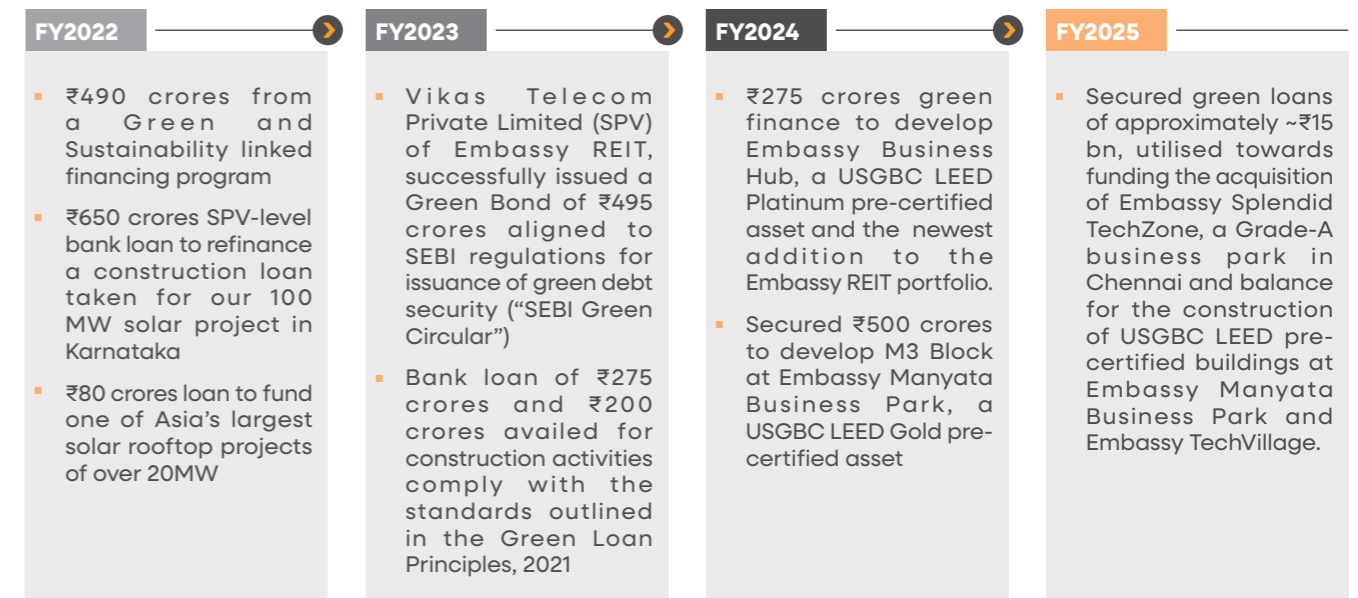 FY2022
▪ ₹490 crores from
a Green and
Sustainability linked
financing program
▪ ₹650 crores SPV-level
bank loan to refinance
a construction loan
taken for our 100
MW solar project in
Karnataka
▪ ₹80 crores loan to fund
one of Asia’s largest
solar rooftop projects
of over 20MW
FY2023
▪ Vikas Telecom
Private Limited (SPV)
of Embassy REIT,
successfully issued a
Green Bond of ₹495
crores aligned to
SEBI regulations for
issuance of green debt
security (“SEBI Green
Circular”)
▪ Bank loan of ₹275
crores and ₹200
crores availed for
construction activities
comply with the
standards outlined
in the Green Loan
Principles, 2021
FY2024
▪ ₹275 crores green
finance to develop
Embassy Business
Hub, a USGBC LEED
Platinum pre-certified
asset and the newest
addition to the
Embassy REIT portfolio.
▪ Secured ₹500 crores
to develop M3 Block
at Embassy Manyata
Business Park, a
USGBC LEED Gold pre-
certified asset
FY2025
▪ Secured green loans
of approximately ~₹15
bn, utilised towards
funding the acquisition
of Embassy Splendid
TechZone, a Grade-A
business park in
Chennai and balance
for the construction
of USGBC LEED pre-
certified buildings at
Embassy Manyata
Business Park and
Embassy TechVillage.